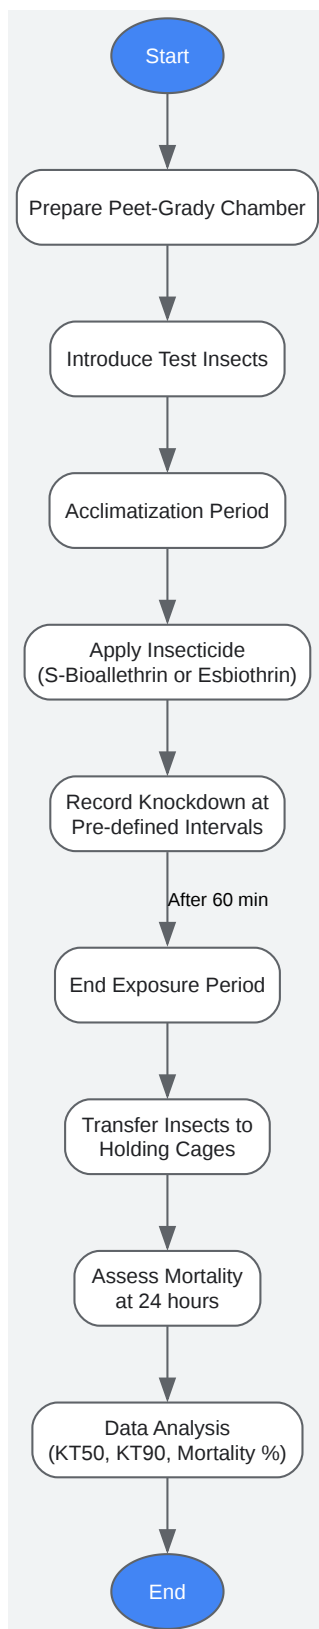 Start
Prepare Peet-Grady Chamber
Introduce Test Insects
Acclimatization Period
Apply Insecticide
(S-Bioallethrin or Esbiothrin)
Record Knockdown at
Pre-defined Intervals
After 60 min
End Exposure Period
Transfer Insects to
Holding Cages
Assess Mortality
at 24 hours
Data Analysis
(KT50, KT90, Mortality %)
End